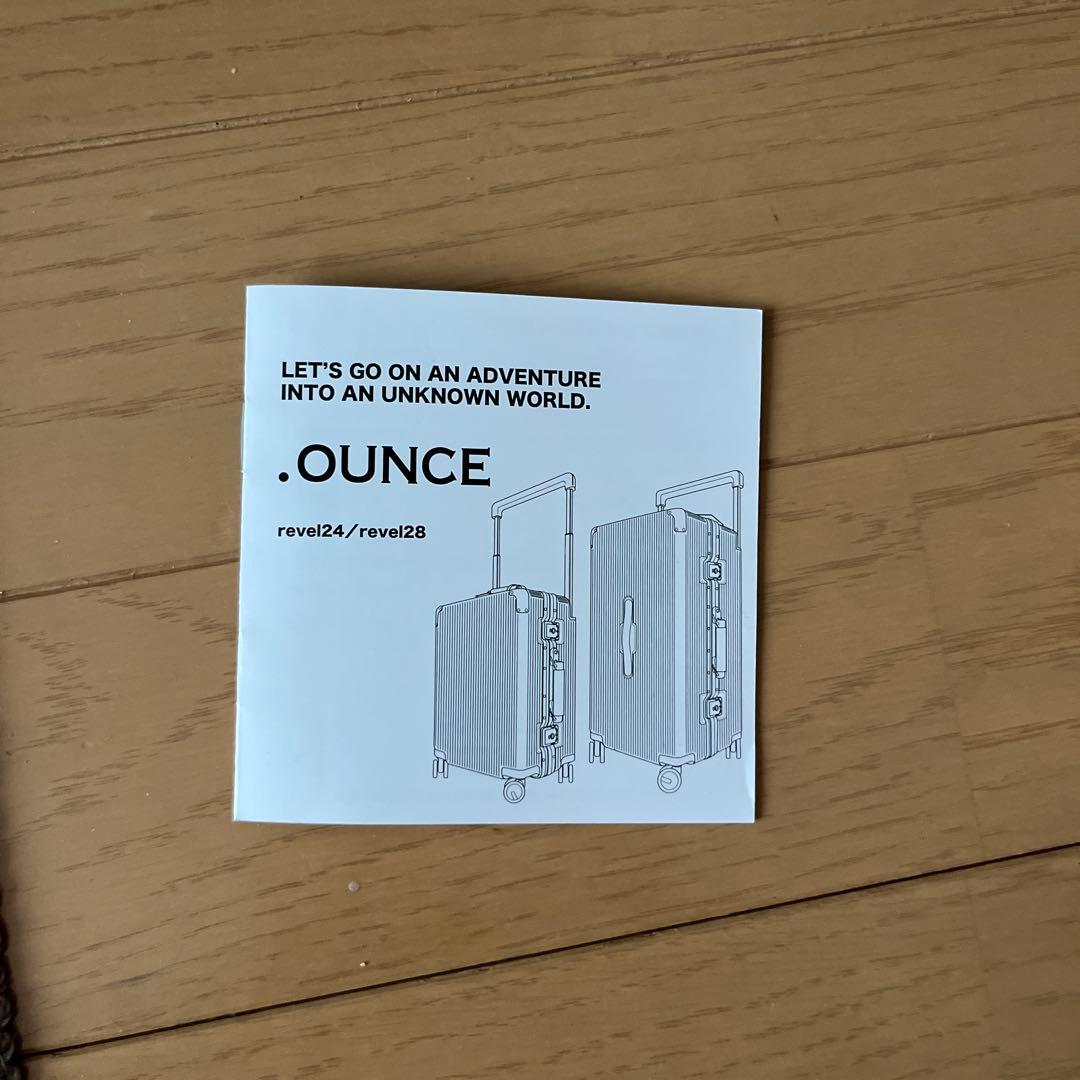 LET'S GO ON AN ADVENTURE
INTO AN UNKNOWN WORLD.
.OUNCE
revel24／revel28